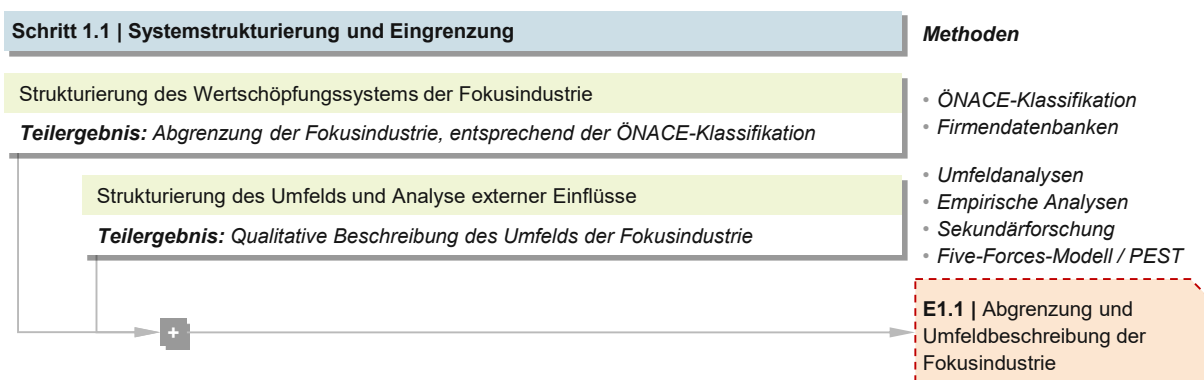 Schritt 1.1 | Systemstrukturierung und Eingrenzung
Methoden
Strukturierung des Wertschöpfungssystems der Fokusindustrie
Teilergebnis: Abgrenzung der Fokusindustrie, entsprechend der ÖNACE-Klassifikation
• ÖNACE-Klassifikation
• Firmendatenbanken
Strukturierung des Umfelds und Analyse externer Einflüsse
Teilergebnis: Qualitative Beschreibung des Umfelds der Fokusindustrie
• Umfeldanalysen
• Empirische Analysen
• Sekundärforschung
• Five-Forces-Modell / PEST
+
E1.1 | Abgrenzung und
Umfeldbeschreibung der
Fokusindustrie